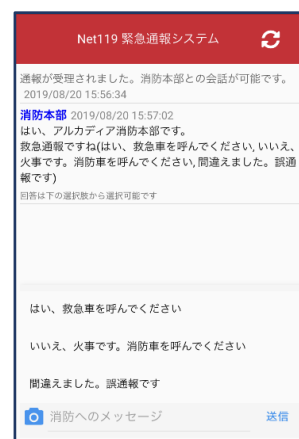 Net119 緊急通報システム
通報が受理されました。消防本部との会話が可能です。
2019/08/20 15:56:34
消防本部 2019/08/20 15:57:02
はい、アルカディア消防本部です。
救急通報ですね(はい、救急車を呼んでください, いいえ、
火事です。消防車を呼んでください, 間違えました。誤通
報です)
回答は下の選択肢から選択可能です
はい、救急車を呼んでください
いいえ、火事です。消防車を呼んでください
間違えました。誤通報です
消防へのメッセージ 送信